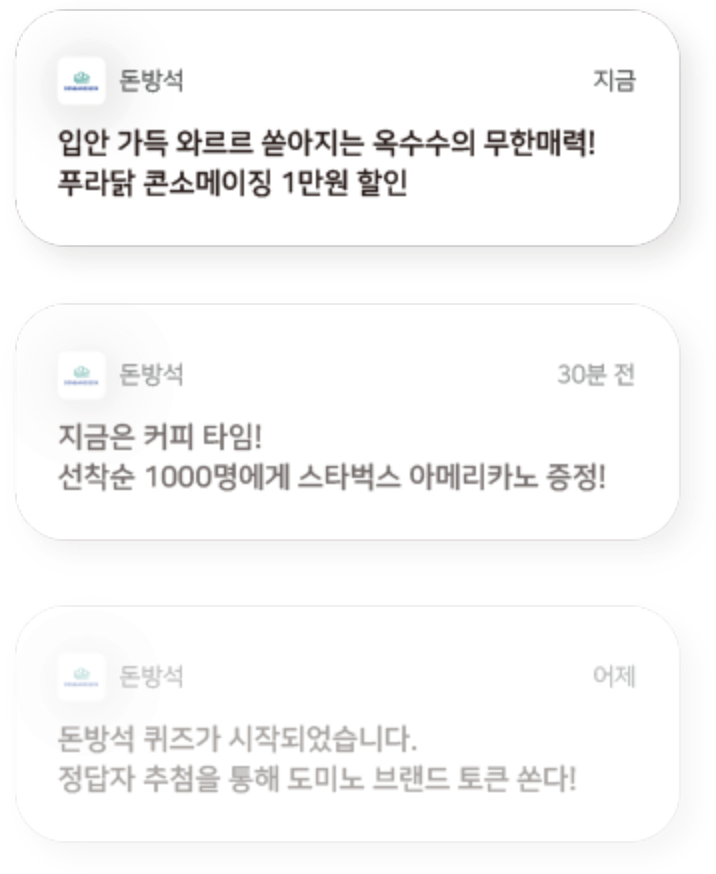 돈방석
지금
입안 가득 와르르 쏟아지는 옥수수의 무한매력!
푸라닭 콘소메이징 1만원 할인
돈방석
30분 전
지금은 커피 타임!
선착순 1000명에게 스타벅스 아메리카노 증정!
돈방석
어제
돈방석 퀴즈가 시작되었습니다.
정답자 추첨을 통해 도미노 브랜드 토큰 쏜다!